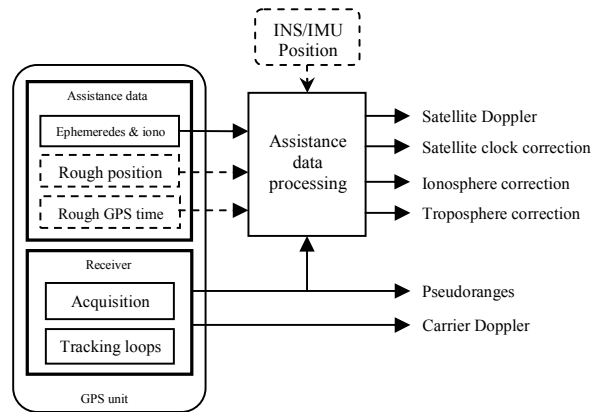 INS/IMU
Position
Assistance data
Ephemeredes & iono
Rough position
Rough GPS time
Assistance
data
processing
Satellite Doppler
Satellite clock correction
Ionosphere correction
Troposphere correction
Receiver
Acquisition
Tracking loops
Pseudoranges
Carrier Doppler
GPS unit